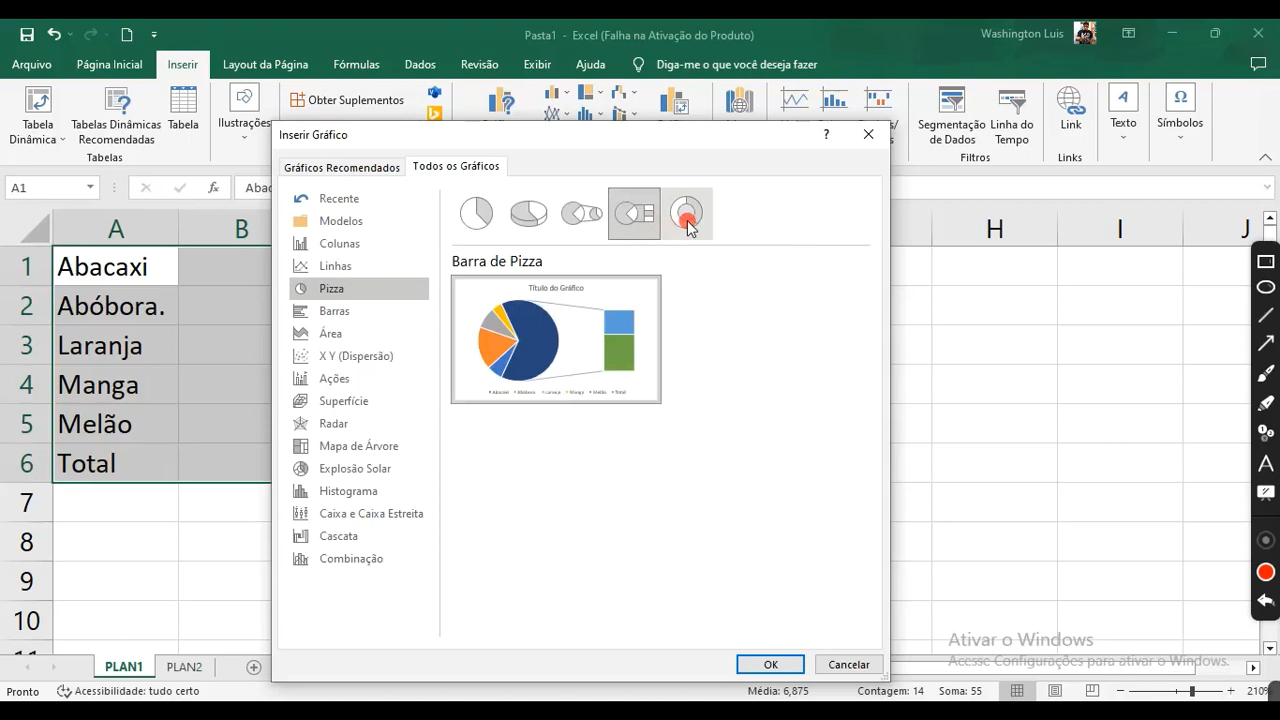 Pasta1 - Excel (Falha na Ativação do Produto)
Washington Luis
Arquivo Página Inicial Inserir Layout da Página Fórmulas Dados Revisão Exibir Ajuda Diga-me o que você deseja fazer
Tabela Dinâmica
Tabelas Dinâmicas Recomendadas
Tabela
Tabelas
Ilustrações
Obter Suplementos
Segmentação de Dados
Linha do Tempo
Filtros
Link
Links
Texto
Símbolos
Inserir Gráfico
?
Gráficos Recomendados Todos os Gráficos
A1
fx
Recente
Modelos
Colunas
Linhas
Pizza
Barras
Área
X Y (Dispersão)
Ações
Superfície
Radar
Mapa de Árvore
Explosão Solar
Histograma
Caixa e Caixa Estreita
Cascata
Combinação
Barra de Pizza
Título do Gráfico
OK Cancelar
A B H I J
1 Abacaxi
2 Abóbora.
3 Laranja
4 Manga
5 Melão
6 Total
7
8
9
10
Ativar o Windows
Acesse Configurações para ativar o Windows.
PLAN1 PLAN2
Pronto Acessibilidade: tudo certo Média: 6,875 Contagem: 14 Soma: 55 210%